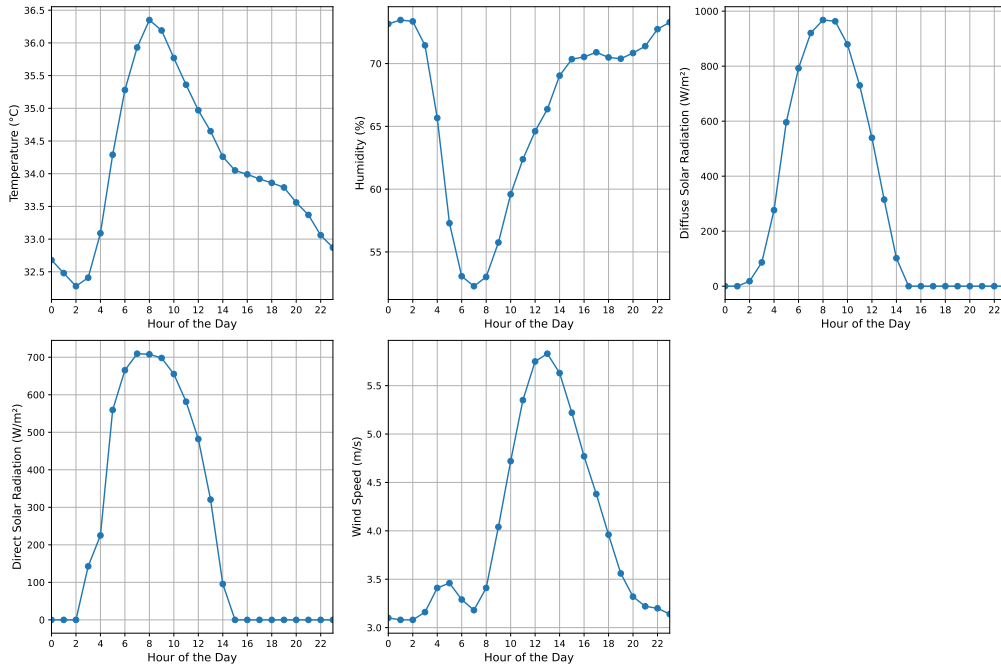 Temperature (°C)
36.5
36.0
35.5
35.0
34.5
34.0
33.5
33.0
32.5
0 2 4 6 8 10 12 14 16 18 20 22
Hour of the Day
Humidity (%)
70
65
60
55
0 2 4 6 8 10 12 14 16 18 20 22
Hour of the Day
Diffuse Solar Radiation (W/m²)
1000
800
600
400
200
0
0 2 4 6 8 10 12 14 16 18 20 22
Hour of the Day
Direct Solar Radiation (W/m²)
700
600
500
400
300
200
100
0
0 2 4 6 8 10 12 14 16 18 20 22
Hour of the Day
Wind Speed (m/s)
5.5
5.0
4.5
4.0
3.5
3.0
0 2 4 6 8 10 12 14 16 18 20 22
Hour of the Day